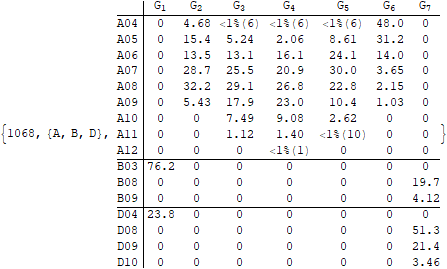 G1 G2 G3 G4 G5 G6 G7
A04 0 4.68 <1%(6) <1%(6) <1%(6) 48.0 0
A05 0 15.4 5.24 2.06 8.61 31.2 0
A06 0 13.5 13.1 16.1 24.1 14.0 0
A07 0 28.7 25.5 20.9 30.0 3.65 0
A08 0 32.2 29.1 26.8 22.8 2.15 0
A09 0 5.43 17.9 23.0 10.4 1.03 0
A10 0 0 7.49 9.08 2.62 0 0
{1068, {A, B, D}, A11 0 0 1.12 1.40 <1%(10) 0 0 }
A12 0 0 0 <1%(1) 0 0 0
B03 76.2 0 0 0 0 0 0
B08 0 0 0 0 0 0 19.7
B09 0 0 0 0 0 0 4.12
D04 23.8 0 0 0 0 0 0
D08 0 0 0 0 0 0 51.3
D09 0 0 0 0 0 0 21.4
D10 0 0 0 0 0 0 3.46